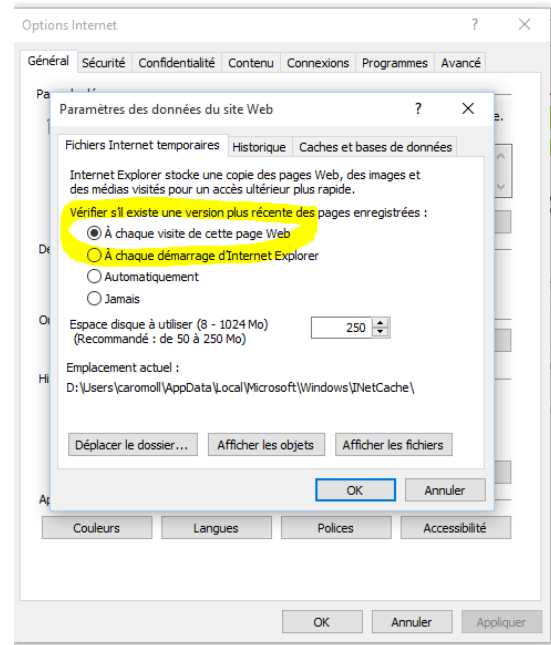 Options Internet ? ×
Général Sécurité Confidentialité Contenu Connexions Programmes Avancé
Pa
Paramètres des données du site Web ? ×
e.
Fichiers Internet temporaires Historique Caches et bases de données
Internet Explorer stocke une copie des pages Web, des images et
des médias visités pour un accès ultérieur plus rapide.
Vérifier s'il existe une version plus récente des pages enregistrées :
À chaque visite de cette page Web
De
À chaque démarrage d'Internet Explorer
Automatiquement
Jamais
Espace disque à utiliser (8 - 1024 Mo) 250
(Recommandé : de 50 à 250 Mo)
Emplacement actuel :
Hi
D:\Users\caromoll\AppData\Local\Microsoft\Windows\INetCache\
Déplacer le dossier... Afficher les objets Afficher les fichiers
OK Annuler
Ap
Couleurs Langues Polices Accessibilité
OK Annuler Appliquer